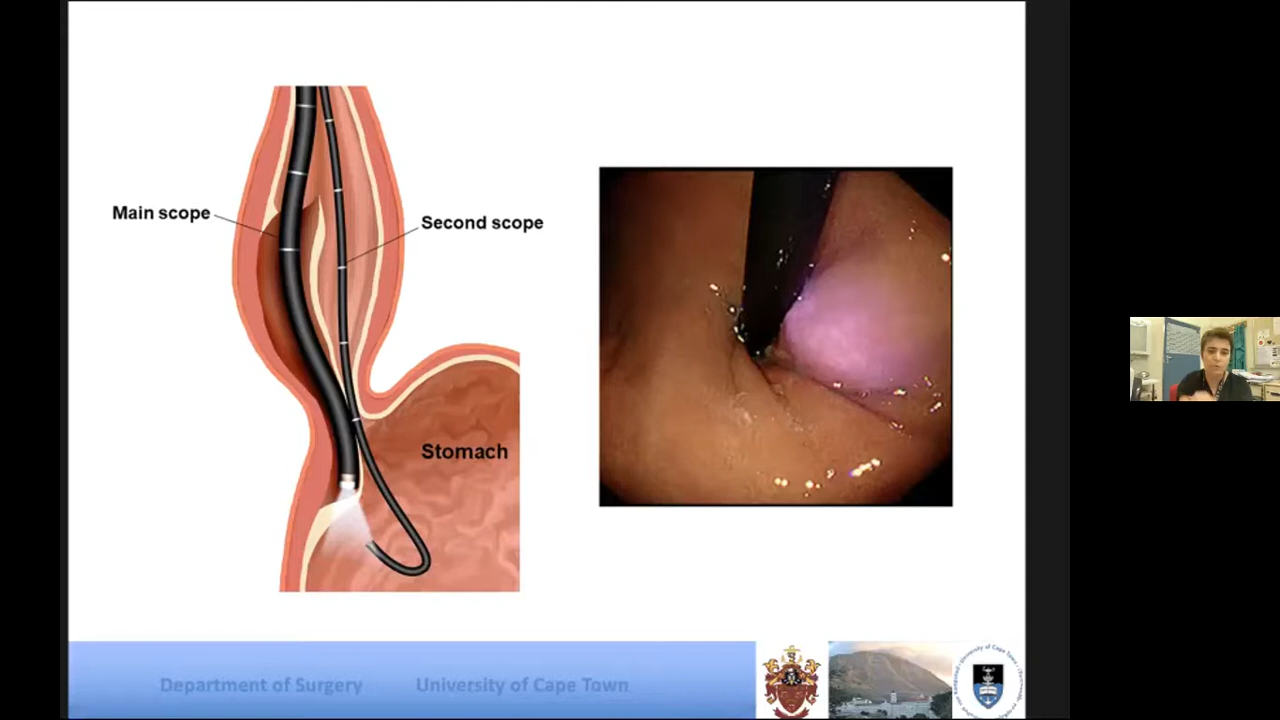 Main scope
Second scope
Stomach
Department of Surgery University of Cape Town